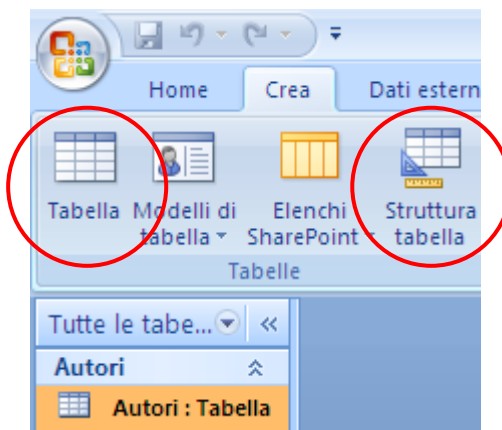 Home Crea Dati estern
Tabella Modelli di tabella Elenchi SharePoint Struttura tabella
Tabelle
Tutte le tabe...
Autori
Autori : Tabella